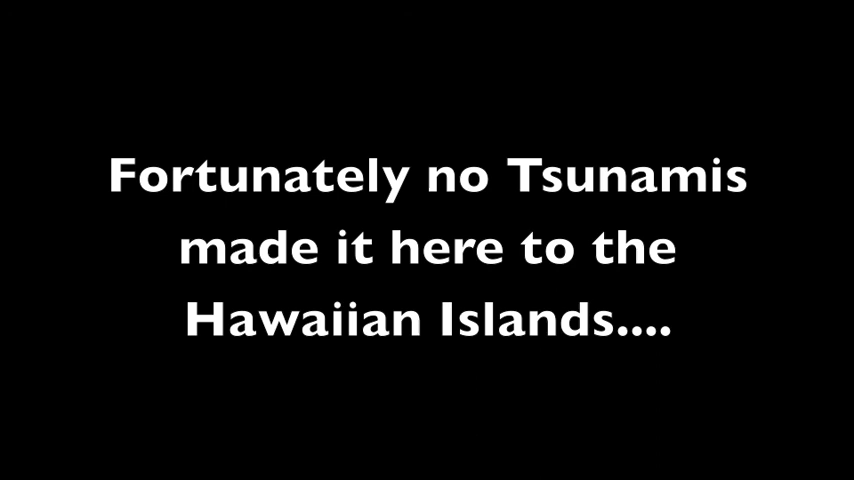 Fortunately no Tsunamis
made it here to the
Hawaiian Islands....